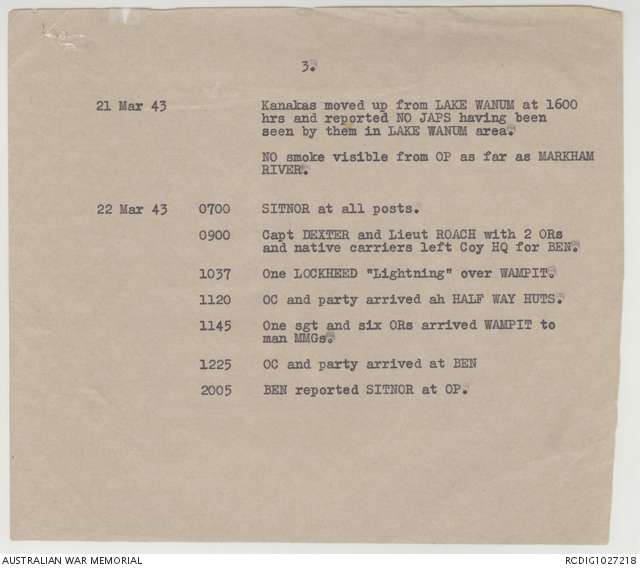 3.
21 Mar 43 Kanakas moved up from LAKE WANUM at 1600
hrs and reported NO JAPS having been
seen by them in LAKE WANUM area.
NO smoke visible from OP as far as MARKHAM
RIVER.
22 Mar 43 0700 SITNOR at all posts.
0900 Capt DEXTER and Lieut ROACH with 2 ORs
and native carriers left Coy HQ for BEN.
1037 One LOCKHEED "Lightning" over WAMPIT.
1120 OC and party arrived ah HALF WAY HUTS.
1145 One sgt and six ORs arrived WAMPIT to
man MMGs.
1225 OC and party arrived at BEN
2005 BEN reported SITNOR at OP.
AUSTRALIAN WAR MEMORIAL RCDIG1027218